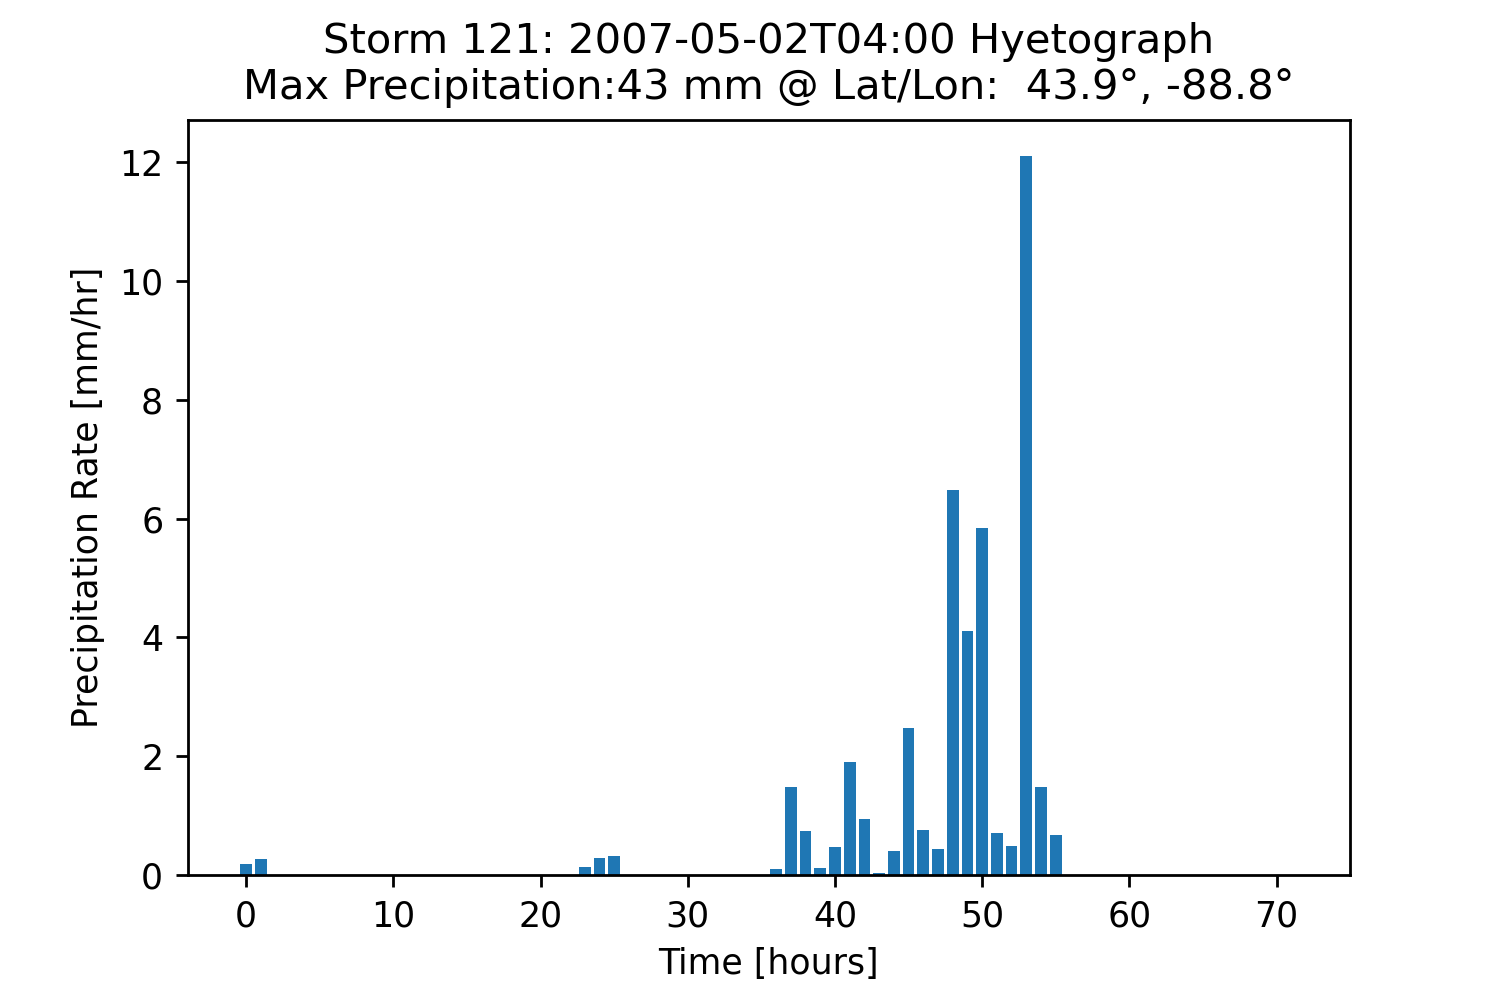 Storm 121: 2007-05-02T04:00 Hyetograph
Max Precipitation:43 mm @ Lat/Lon:  43.9°, -88.8°
12
10
8
6
4
2
0
Precipitation Rate [mm/hr]
0 10 20 30 40 50 60 70
Time [hours]